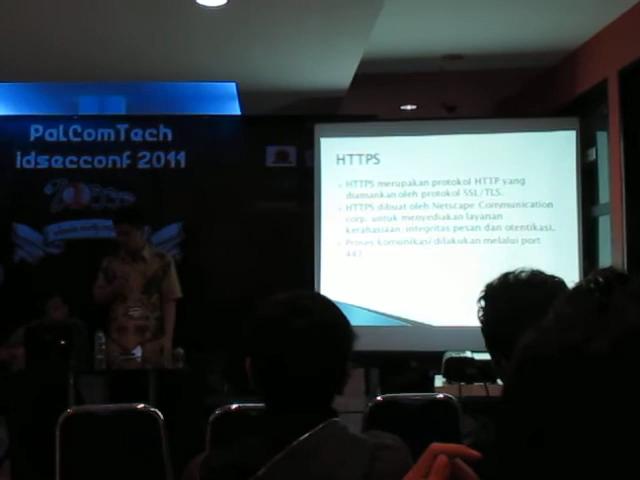 PalComTech
idsecconf 2011
HTTPS
HTTPS merupakan protokol HTTP yang
diamankan oleh protokol SSL/TLS.
HTTPS dibuat oleh Netscape Communication
corp. untuk menyediakan layanan
kerahasiaan, integritas pesan dan otentikasi.
Proses komunikasi dilakukan melalui port
443